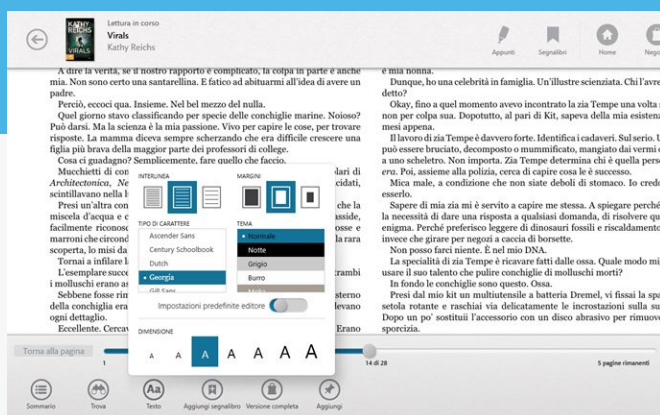 Lettura in corso
Virals
Kathy Reichs
KATHY
REICHS
VIRALS
Appunti
Segnalibri
Home
A dire la verità, se il nostro rapporto è complicato, la colpa in parte è anche
mia. Non sono certo una santarellina. E fatico ad abituarmi all'idea di avere un
padre.
Perciò, eccoci qua. Insieme. Nel bel mezzo del nulla.
Quel giorno stavo classificando per specie delle conchiglie marine. Noioso?
Può darsi. Ma la scienza è la mia passione. Vivo per capire le cose, per trovare
risposte. La mamma diceva sempre scherzando che era difficile crescere una
figlia più brava della maggior parte dei professori di college.
Cosa ci guadagno? Semplicemente, fare quello che faccio.
Mucchietti di
Architectonica,
scintillavano nella
Presi un'altra
miscela d'acqua e
facilmente
marroni che
scoperta, lo misi da
Tornai a infilare
L'esemplare
i molluschi erano
Sebbene fosse
della conchiglia
ogni dettaglio.
Eccellente.
che la
la rara
Erano
è mia nonna.
Dunque, ho una celebrità in famiglia. Un'illustre scienziata. Chi l'avre
detto?
Okay, fino a quel momento avevo incontrato la zia Tempe una volta
non per colpa sua. Dopotutto, al pari di Kit, sapeva della mia esistenz
mesi appena.
Il lavoro di zia Tempe è davvero forte. Identifica i cadaveri. Sul serio. U
può essere bruciato, decomposto o mummificato, mangiato dai vermi
a uno scheletro. Non importa. Zia Tempe determina chi è quella perso
era. Poi, assieme alla polizia, cerca di capire cosa le è successo.
Mica male, a condizione che non siate deboli di stomaco. Io credo
esserlo.
Sapere di mia zia mi è servito a capire me stessa. A spiegare perché
la necessità di dare una risposta a qualsiasi domanda, di risolvere qu
enigma. Perché preferisco leggere di dinosauri fossili e riscaldamento
invece che girare per negozi a caccia di borsette.
Non posso farci niente. È nel mio DNA.
La specialità di zia Tempe è ricavare fatti dalle ossa. Quale modo mig
usare il suo talento che pulire conchiglie di molluschi morti?
In fondo le conchiglie sono questo. Ossa.
Presi dal mio kit un multiutensile a batteria Dremel, vi fissai la spa
setola rotante e raschiai via delicatamente le incrostazioni sulla su
Dopo un po' sostituii l'accessorio con un disco abrasivo per rimuov
sporcizia.
INTERLINEA
MARGINI
TIPO DI CARATTERE
Ascender Sans
Century Schoolbook
Dutch
• Georgia
Gill Sans
TEMA
• Normale
Notte
Grigio
Burro
Moka
Impostazioni predefinite editore
DIMENSIONE
A A A A A A A
Torna alla pagina
1
14 di 28
5 pagine rimanenti
Sommario
Trova
Aa
Testo
Aggiungi segnalibro
Versione completa
Aggiungi